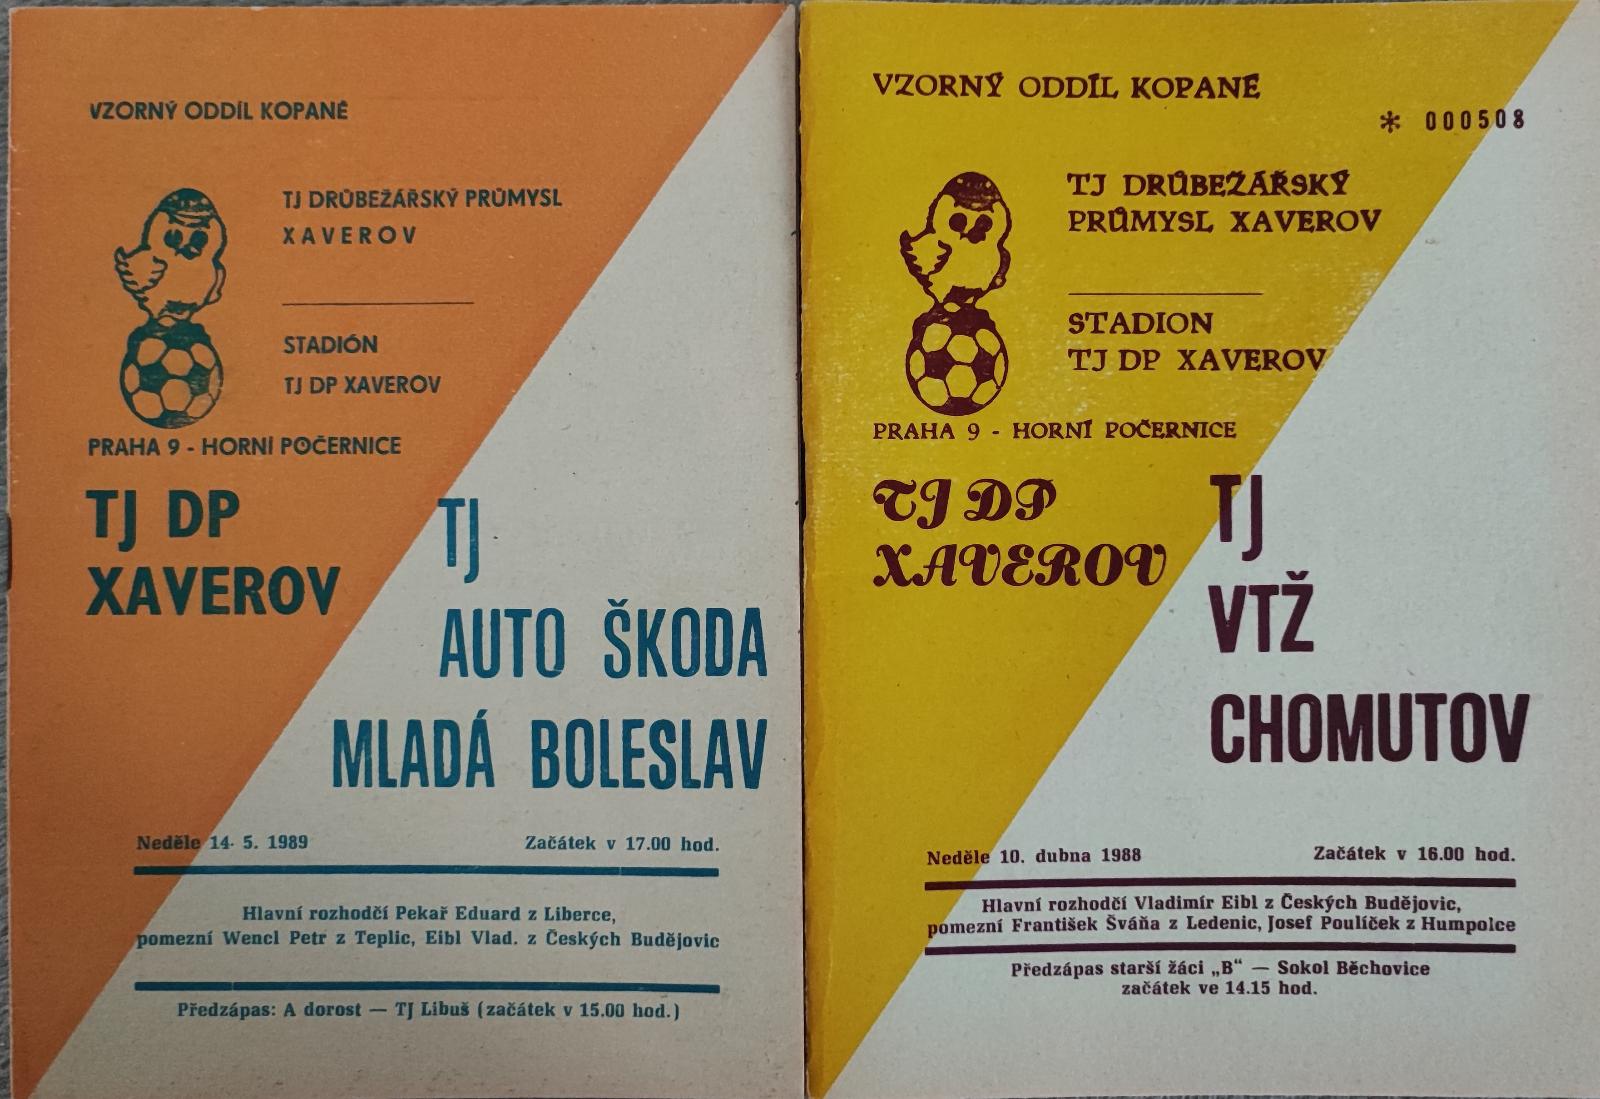 VZORNÝ ODDÍL KOPANÉ
TJ DRŮBEŽÁŘSKÝ PRŮMYSL
XAVEROV
STADIÓN
TJ DP XAVEROV
PRAHA 9 - HORNÍ POČERNICE
TJ DP
XAVEROV
TJ
AUTO ŠKODA
MLADÁ BOLESLAV
Neděle 14. 5. 1989 Začátek v 17.00 hod.
Hlavní rozhodčí Pekař Eduard z Liberce,
pomezní Wencl Petr z Teplic, Eibl Vlad. z Českých Budějovic
Předzápas: A dorost — TJ Libuš (začátek v 15.00 hod.)
VZORNÝ ODDÍL KOPANÉ
* 000508
TJ DRŮBEŽÁŘSKÝ
PRŮMYSL XAVEROV
STADION
TJ DP XAVEROV
PRAHA 9 - HORNÍ POČERNICE
TJ DP
XAVEROV
TJ
VTŽ
CHOMUTOV
Neděle 10. dubna 1988 Začátek v 16.00 hod.
Hlavní rozhodčí Vladimír Eibl z Českých Budějovic,
pomezní František Šváňa z Ledenic, Josef Poulíček z Humpolce
Předzápas starší žáci „B“ — Sokol Běchovice
začátek ve 14.15 hod.